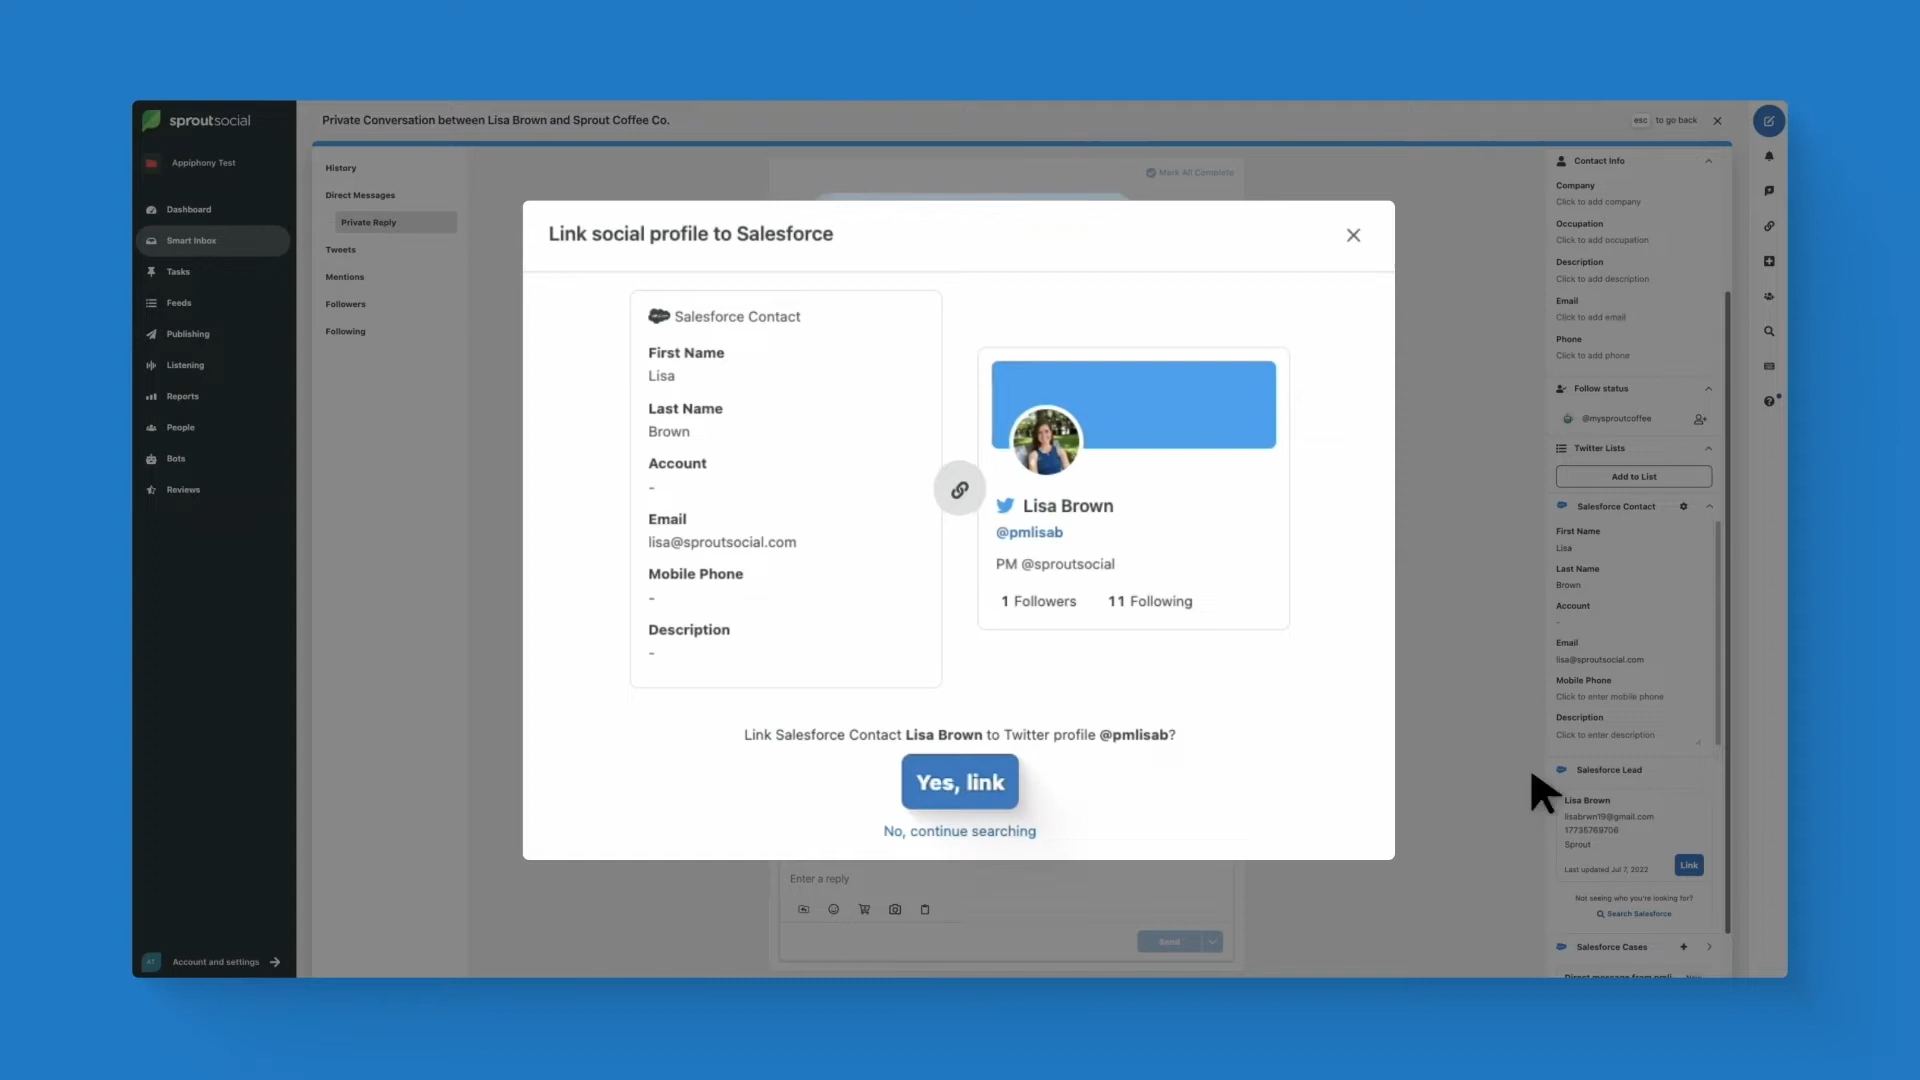 sproutsocial
Appiphony Test
Dashboard
Smart Inbox
Tasks
Feeds
Publishing
Listening
Reports
People
Bots
Reviews
AT
Account and settings
Private Conversation between Lisa Brown and Sprout Coffee Co.
esc to go back
History
Direct Messages
Private Reply
Tweets
Mentions
Followers
Following
Mark All Complete
Link social profile to Salesforce
Salesforce Contact
First Name
Lisa
Last Name
Brown
Account
-
Email
lisa@sproutsocial.com
Mobile Phone
-
Description
-
Lisa Brown
@pmlisab
PM @sproutsocial
1 Followers 11 Following
Link Salesforce Contact Lisa Brown to Twitter profile @pmlisab?
Yes, link
No, continue searching
Enter a reply
Send
Contact Info
Company
Click to add company
Occupation
Click to add occupation
Description
Click to add description
Email
Click to add email
Phone
Click to add phone
Follow status
@mysproutcoffee
Twitter Lists
Add to List
Salesforce Contact
First Name
Lisa
Last Name
Brown
Account
-
Email
lisa@sproutsocial.com
Mobile Phone
Click to enter mobile phone
Description
Click to enter description
Salesforce Lead
Lisa Brown
lisabrwn19@gmail.com
17735769706
Sprout
Last updated Jul 7, 2022
Link
Not seeing who you're looking for?
Search Salesforce
Salesforce Cases
Direct message from